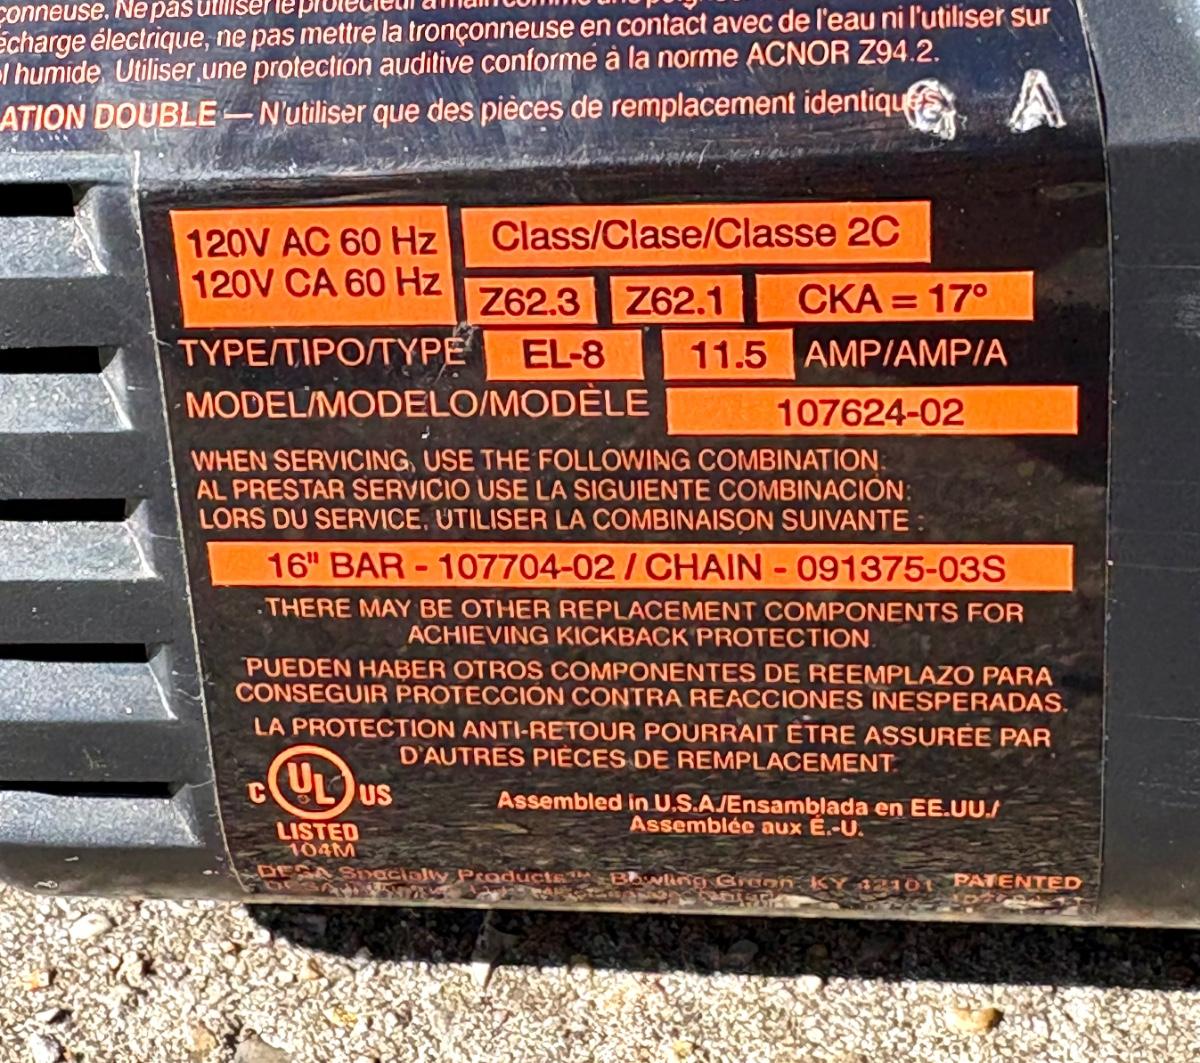 çonneuse. Ne pas utiliser le protecteur à main comme une
écharge électrique, ne pas mettre la tronçonneuse en contact avec de l'eau ni l'utiliser sur
l humide. Utiliser une protection auditive conforme à la norme ACNOR Z94.2.
ATION DOUBLE — N'utiliser que des pièces de remplacement identiques
120V AC 60 Hz
120V CA 60 Hz
Class/Clase/Classe 2C
Z62.3 Z62.1 CKA = 17°
TYPE/TIPO/TYPE EL-8 11.5 AMP/AMP/A
MODEL/MODELO/MODÈLE 107624-02
WHEN SERVICING, USE THE FOLLOWING COMBINATION:
AL PRESTAR SERVICIO USE LA SIGUIENTE COMBINACIÓN:
LORS DU SERVICE, UTILISER LA COMBINAISON SUIVANTE :
16" BAR - 107704-02 / CHAIN - 091375-03S
THERE MAY BE OTHER REPLACEMENT COMPONENTS FOR
ACHIEVING KICKBACK PROTECTION.
PUEDEN HABER OTROS COMPONENTES DE REEMPLAZO PARA
CONSEGUIR PROTECCIÓN CONTRA REACCIONES INESPERADAS.
LA PROTECTION ANTI-RETOUR POURRAIT ÊTRE ASSURÉE PAR
D'AUTRES PIÈCES DE REMPLACEMENT.
C UL US
LISTED
104M
Assembled in U.S.A./Ensamblada en EE.UU./
Assemblée aux É.-U.
DESA Specialty Products™ Bowling Green, KY 42101 PATENTED